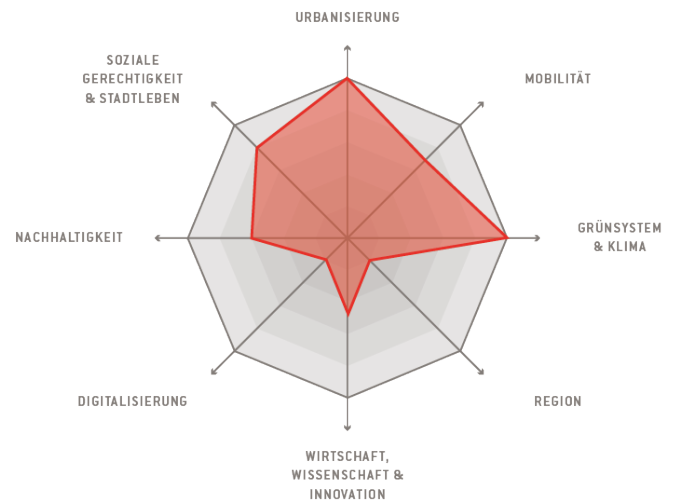 URBANISIERUNG
MOBILITÄT
GRÜNSYSTEM
& KLIMA
REGION
WIRTSCHAFT,
WISSENSCHAFT &
INNOVATION
DIGITALISIERUNG
NACHHALTIGKEIT
SOZIALE
GERECHTIGKEIT
& STADTLEBEN